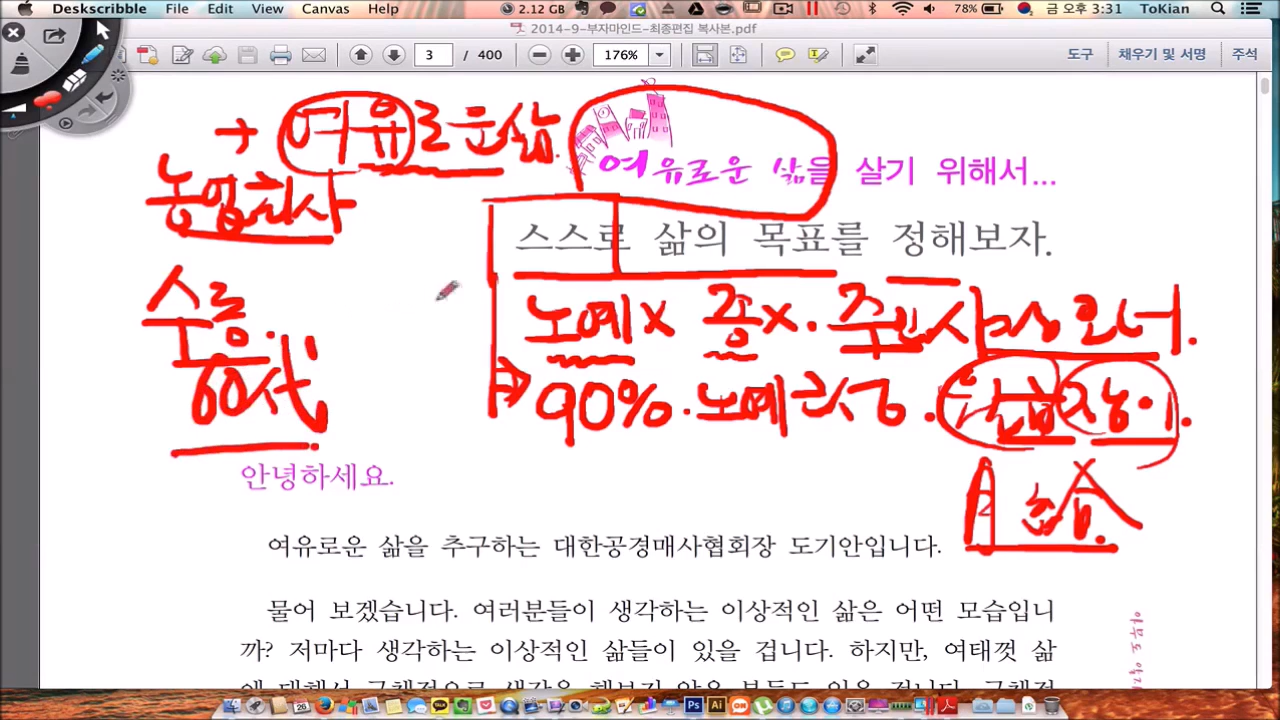 Deskscribble File Edit View Canvas Help 2.12 GB 78% 금 오후 3:31 ToKian
2014-9-부자마인드-최종편집 복사본.pdf
3 / 400 176% 도구 채우기 및 서명 주석
+ 여유로운 삶.
농업회사
여유로운 삶을 살기 위해서...
스스로 삶의 목표를 정해보자.
수능.
60代
노예 X 종 X. 주인
90%. 노예근성.
月給.
안녕하세요.
여유로운 삶을 추구하는 대한공경매사협회장 도기안입니다.
물어 보겠습니다. 여러분들이 생각하는 이상적인 삶은 어떤 모습입니
까? 저마다 생각하는 이상적인 삶들이 있을 겁니다. 하지만, 여태껏 삶